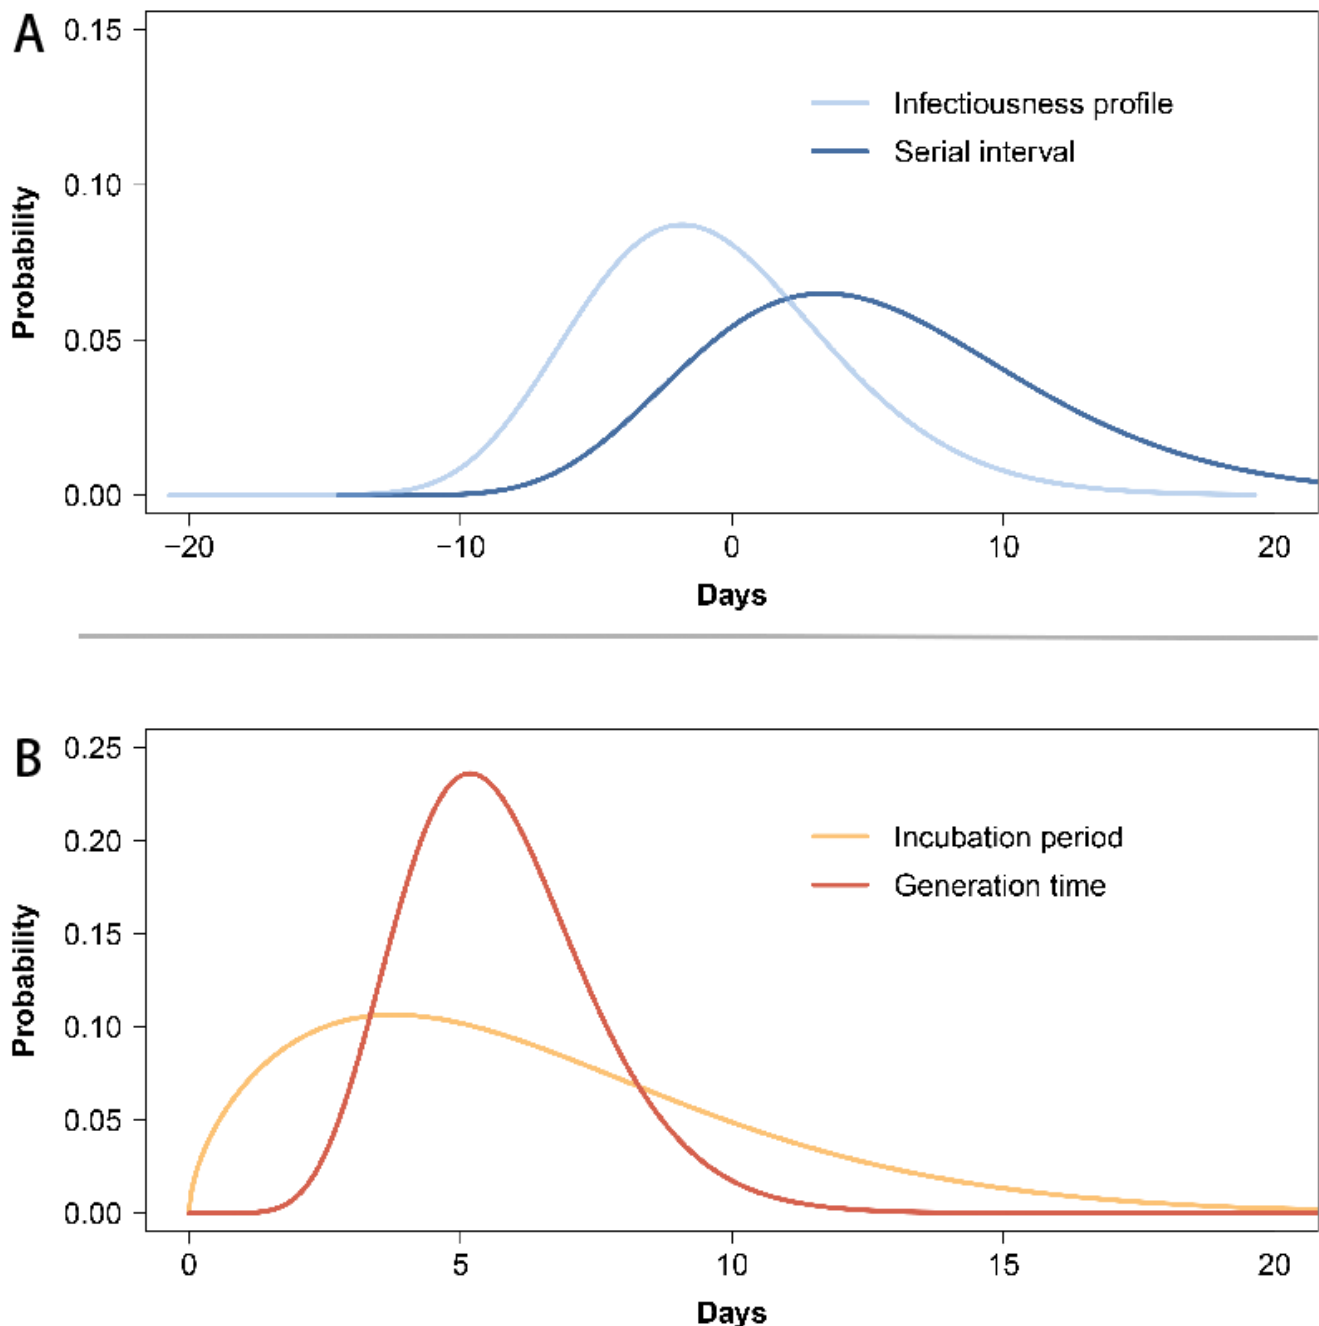 A
0.15
0.10
0.05
0.00
Probability
Infectiousness profile
Serial interval
−20
−10
0
10
20
Days
B
0.25
0.20
0.15
0.10
0.05
0.00
Probability
Incubation period
Generation time
0
5
10
15
20
Days